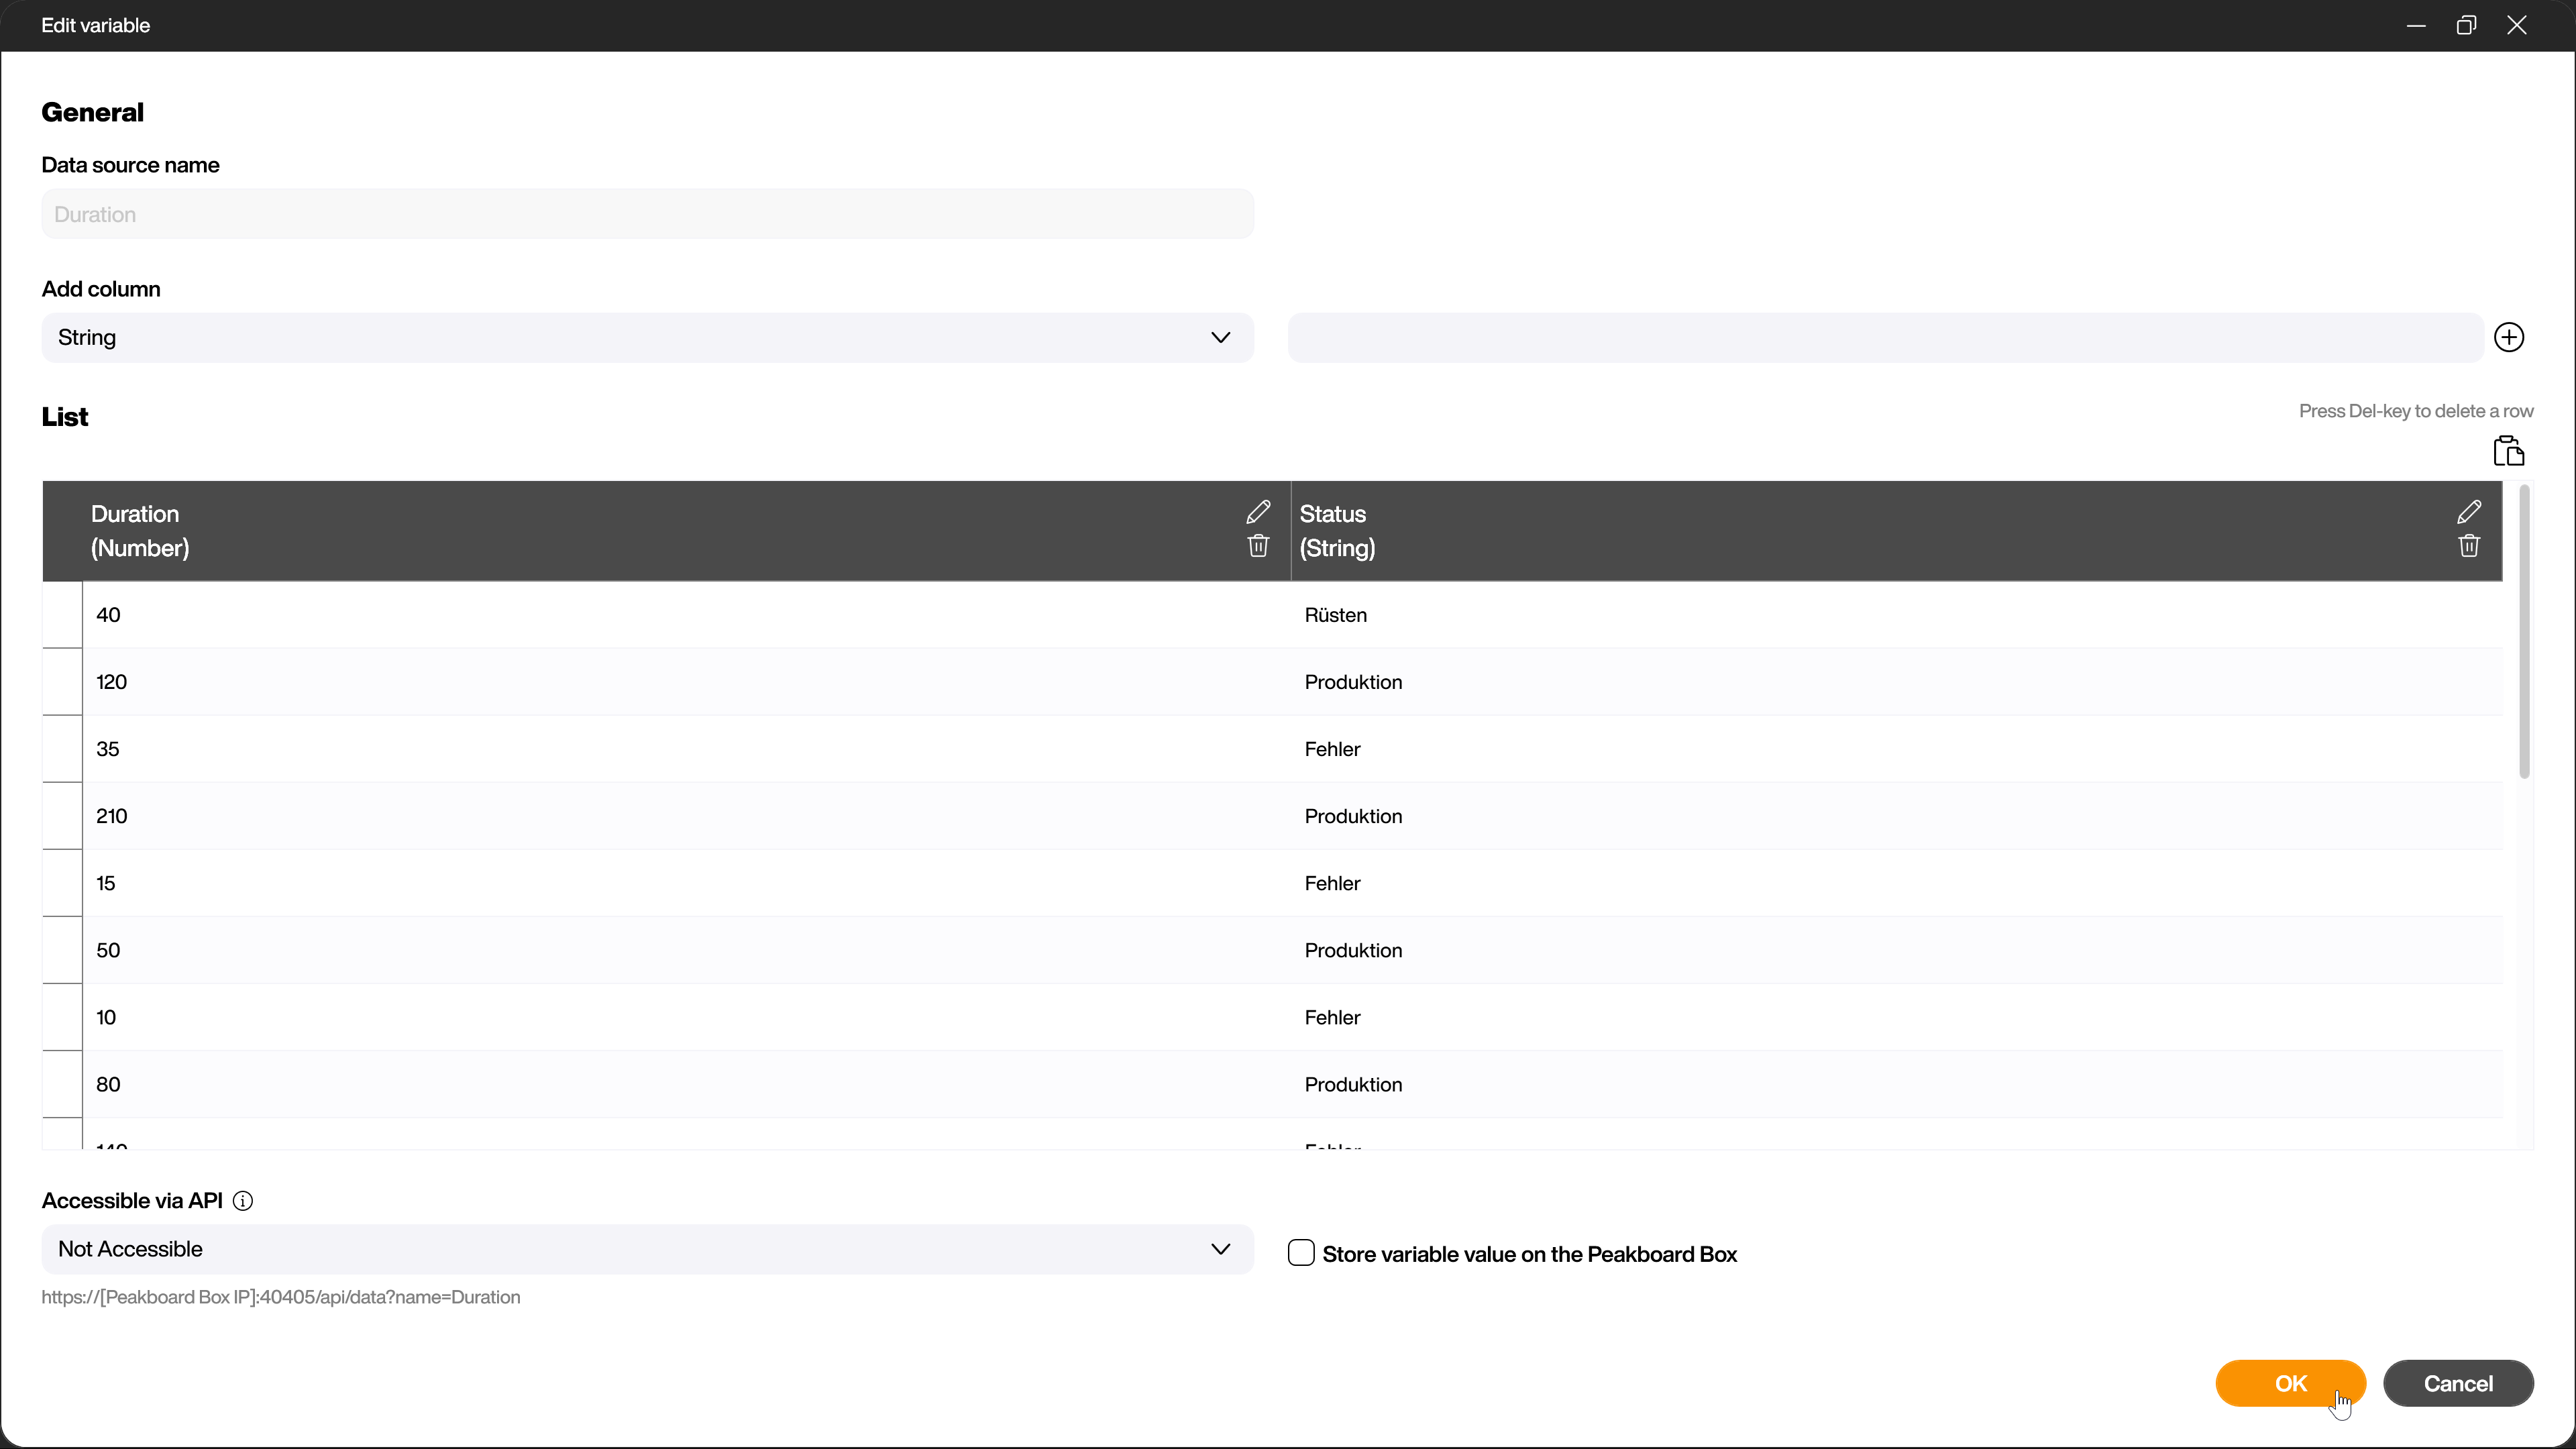 Edit variable
General
Data source name
Duration
Add column
String
List
Press Del-key to delete a row
Duration
(Number)
Status
(String)
40 Rüsten
120 Produktion
35 Fehler
210 Produktion
15 Fehler
50 Produktion
10 Fehler
80 Produktion
Accessible via API
Not Accessible
Store variable value on the Peakboard Box
https://[Peakboard Box IP]:40405/api/data?name=Duration
OK
Cancel